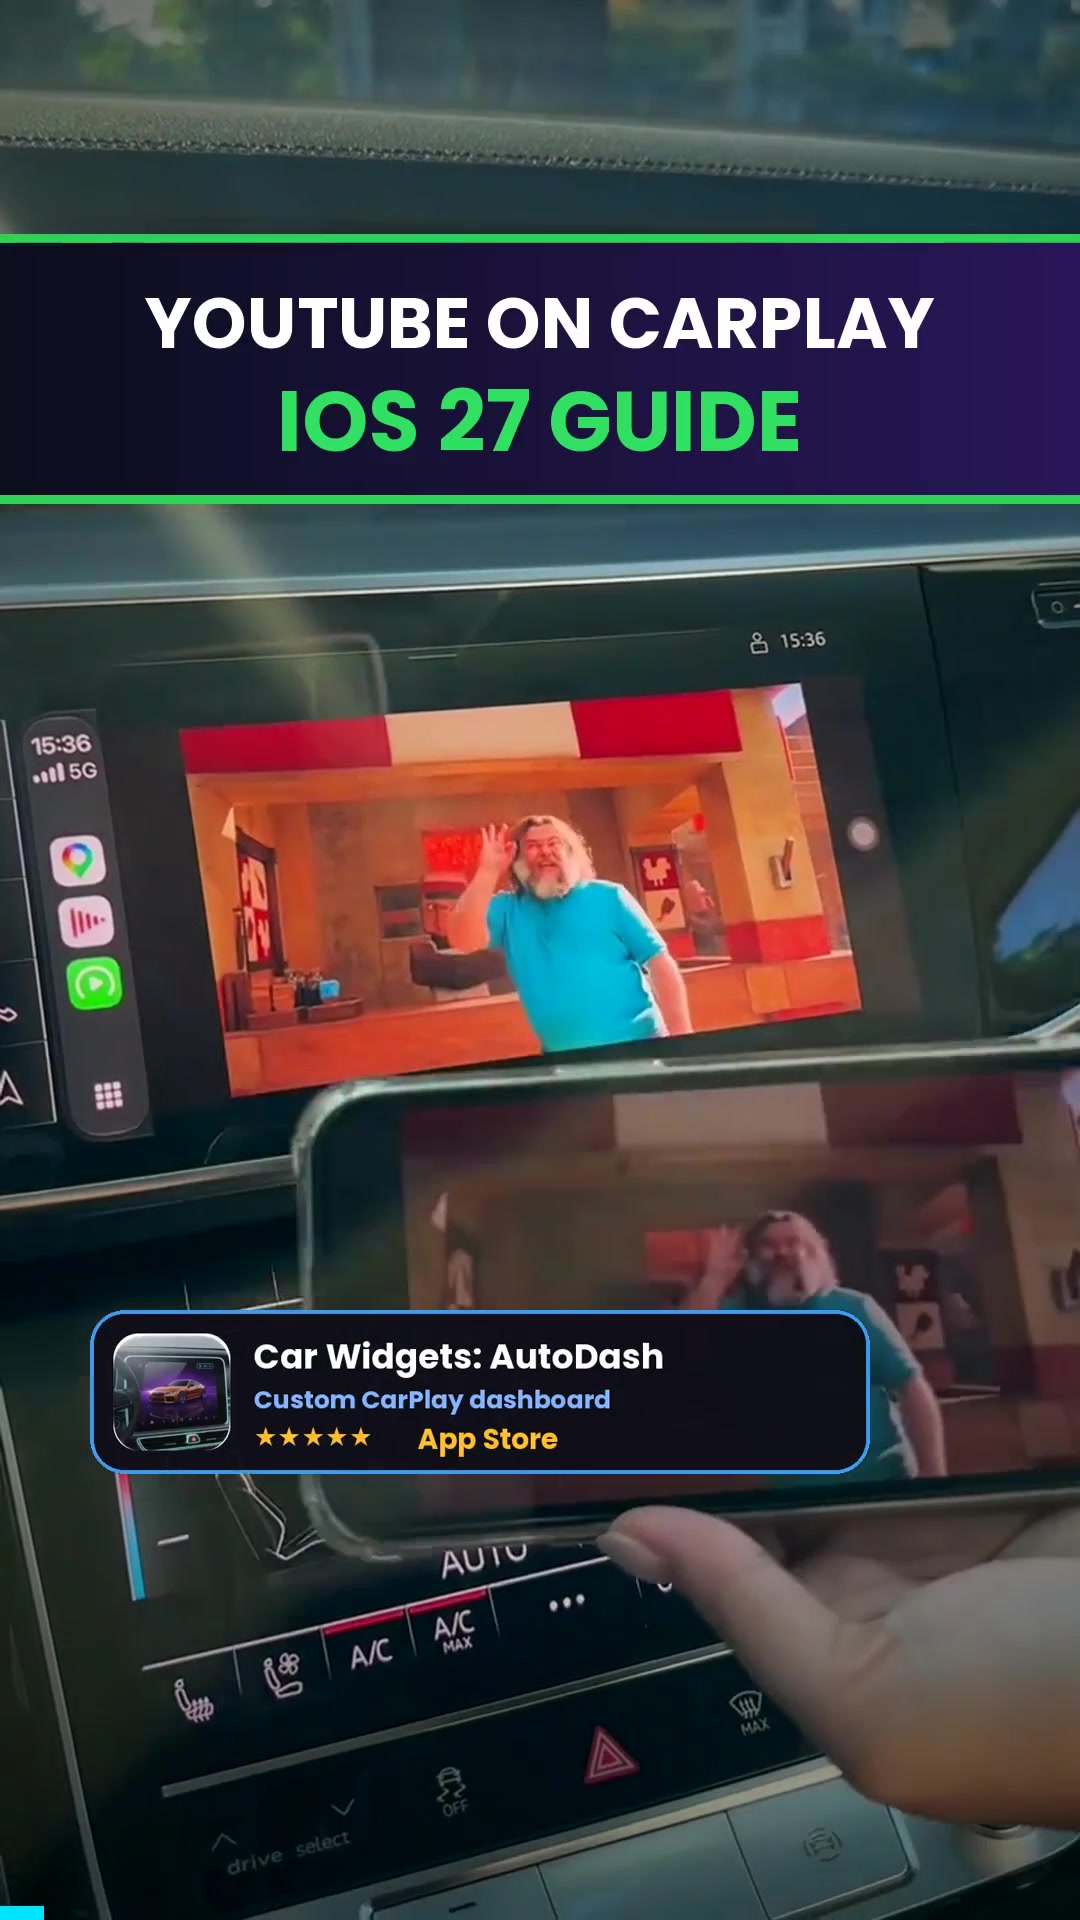 YOUTUBE ON CARPLAY
IOS 27 GUIDE
15:36
15:36
5G
Car Widgets: AutoDash
Custom CarPlay dashboard
★★★★★ App Store
AUTO
A/C
A/C
MAX
MAX
OFF
drive select